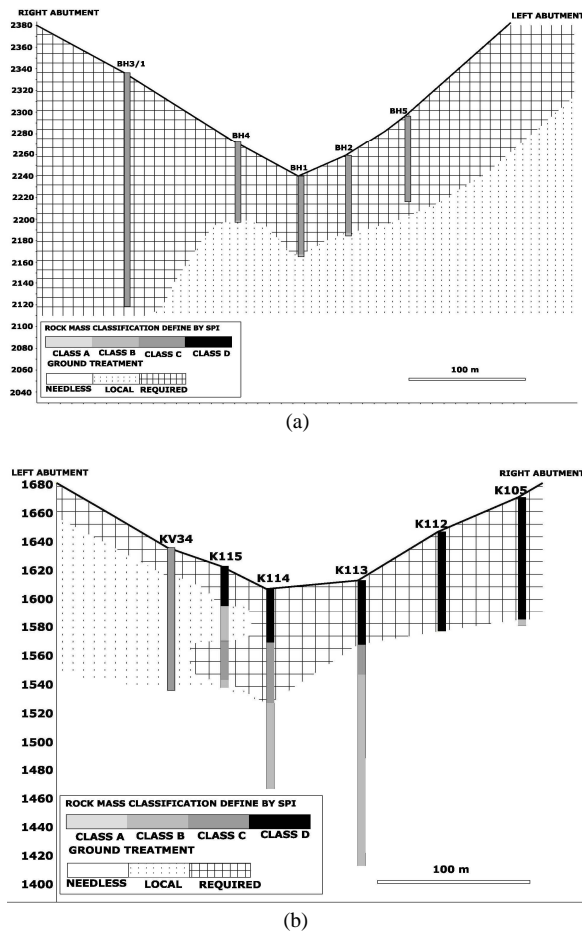 RIGHT ABUTMENT
LEFT ABUTMENT
2380
2340
2320
2280
2260
2240
2220
2200
2180
2160
2140
2120
2100
2080
2060
2040
BH3/1
BH4
BH1
BH2
BH5
ROCK MASS CLASSIFICATION DEFINE BY SPI
CLASS A CLASS B CLASS C CLASS D
GROUND TREATMENT
NEEDLESS LOCAL REQUIRED
100 m
(a)
LEFT ABUTMENT
RIGHT ABUTMENT
1680
1660
1640
1620
1600
1580
1560
1540
1520
1500
1480
1460
1440
1420
1400
KV34
K115
K114
K113
K112
K105
ROCK MASS CLASSIFICATION DEFINE BY SPI
CLASS A CLASS B CLASS C CLASS D
GROUND TREATMENT
NEEDLESS LOCAL REQUIRED
100 m
(b)